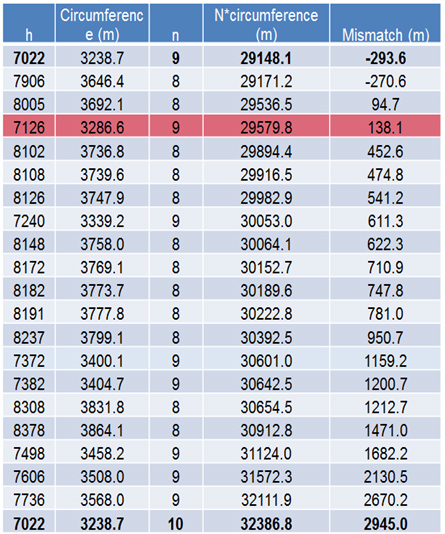 h Circumferenc e (m) n N*circumference (m) Mismatch (m)
7022 3238.7 9 29148.1 -293.6
7906 3646.4 8 29171.2 -270.6
8005 3692.1 8 29536.5 94.7
7126 3286.6 9 29579.8 138.1
8102 3736.8 8 29894.4 452.6
8108 3739.6 8 29916.5 474.8
8126 3747.9 8 29982.9 541.2
7240 3339.2 9 30053.0 611.3
8148 3758.0 8 30064.1 622.3
8172 3769.1 8 30152.7 710.9
8182 3773.7 8 30189.6 747.8
8191 3777.8 8 30222.8 781.0
8237 3799.1 8 30392.5 950.7
7372 3400.1 9 30601.0 1159.2
7382 3404.7 9 30642.5 1200.7
8308 3831.8 8 30654.5 1212.7
8378 3864.1 8 30912.8 1471.0
7498 3458.2 9 31124.0 1682.2
7606 3508.0 9 31572.3 2130.5
7736 3568.0 9 32111.9 2670.2
7022 3238.7 10 32386.8 2945.0